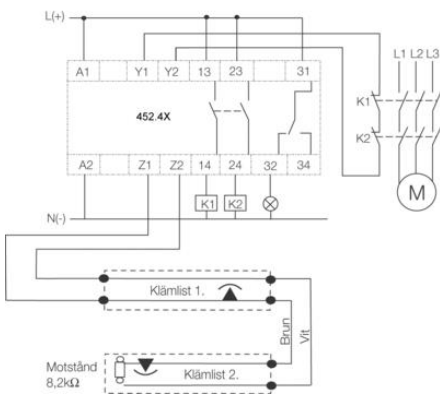 L(+)
A1 Y1 Y2 13 23 31
L1 L2 L3
452.4X
K1
K2
A2 Z1 Z2 14 24 32 34
K1 K2
M
N(-)
Klämlist 1.
Brun
Vit
Motstånd
8,2kΩ
Klämlist 2.